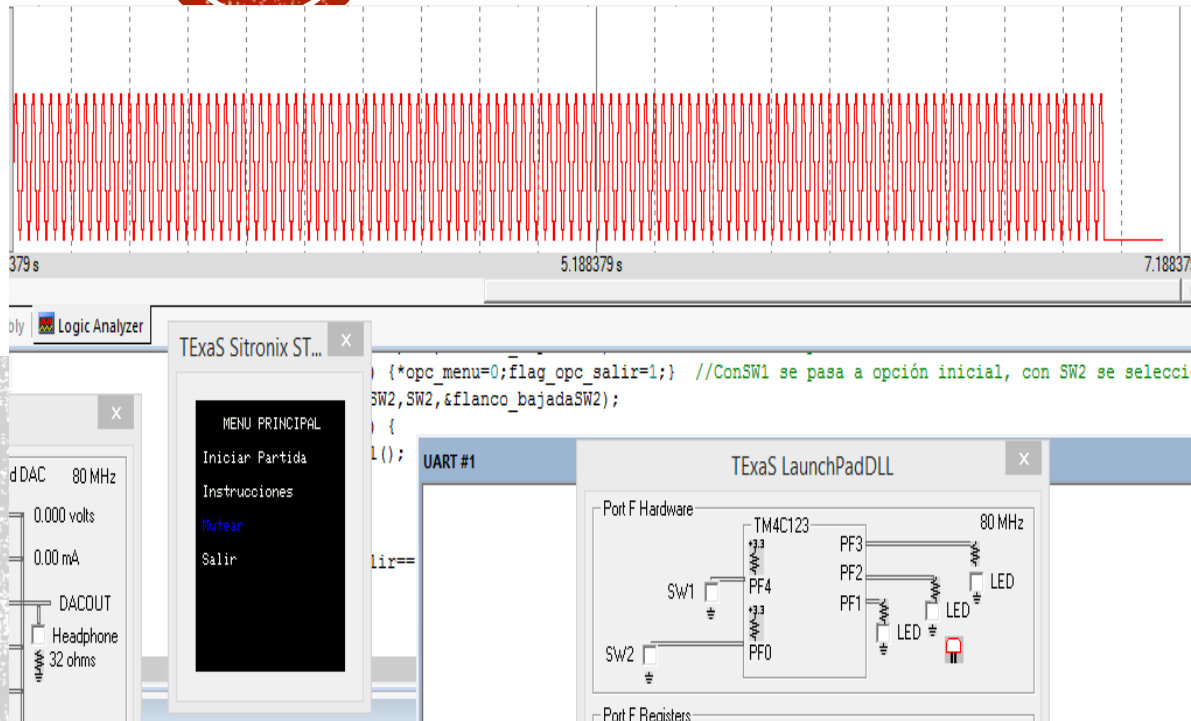 379 s
5.188379 s
7.188379
bly
Logic Analyzer
TExaS Sitronix ST...
x
) {*opc_menu=0;flag_opc_salir=1;} //ConSW1 se pasa a opción inicial, con SW2 se selecci
SW2,SW2,&flanco_bajadaSW2);
) {
l();
lir==
x
d DAC 80 MHz
0.000 volts
0.00 mA
DACOUT
Headphone
32 ohms
MENU PRINCIPAL
Iniciar Partida
Instrucciones
Mutear
Salir
UART #1
TExaS LaunchPadDLL
x
Port F Hardware
TM4C123
80 MHz
+3.3
PF3
SW1
PF4
PF2
LED
PF1
LED
+3.3
LED
SW2
PF0
Port F Registers